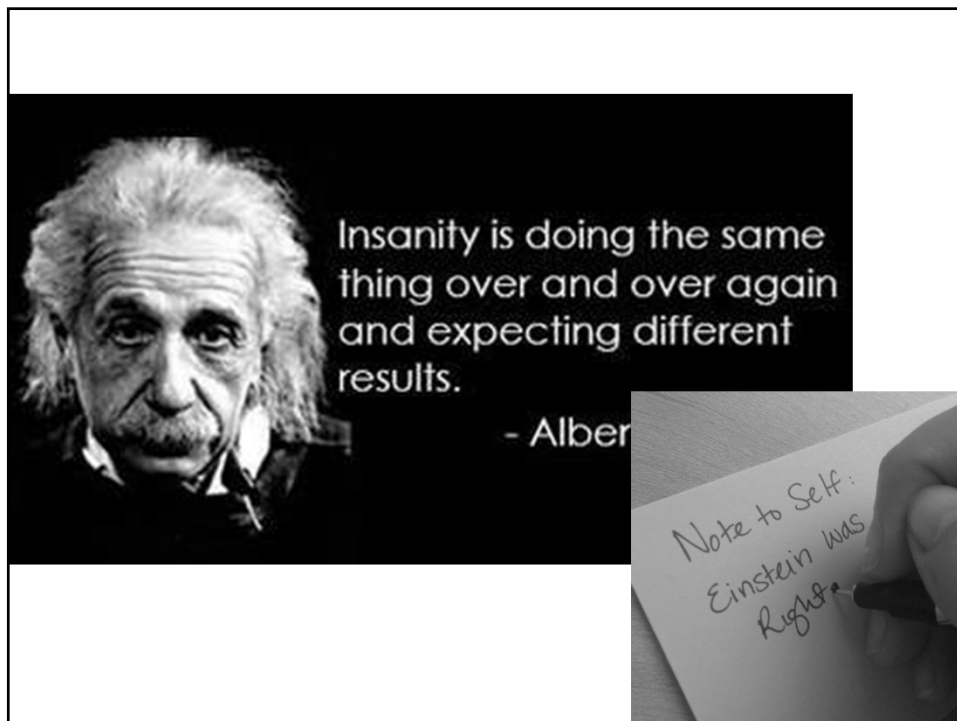 Insanity is doing the same
thing over and over again
and expecting different
results.
- Alber
Note to Self:
Einstein was
Right.